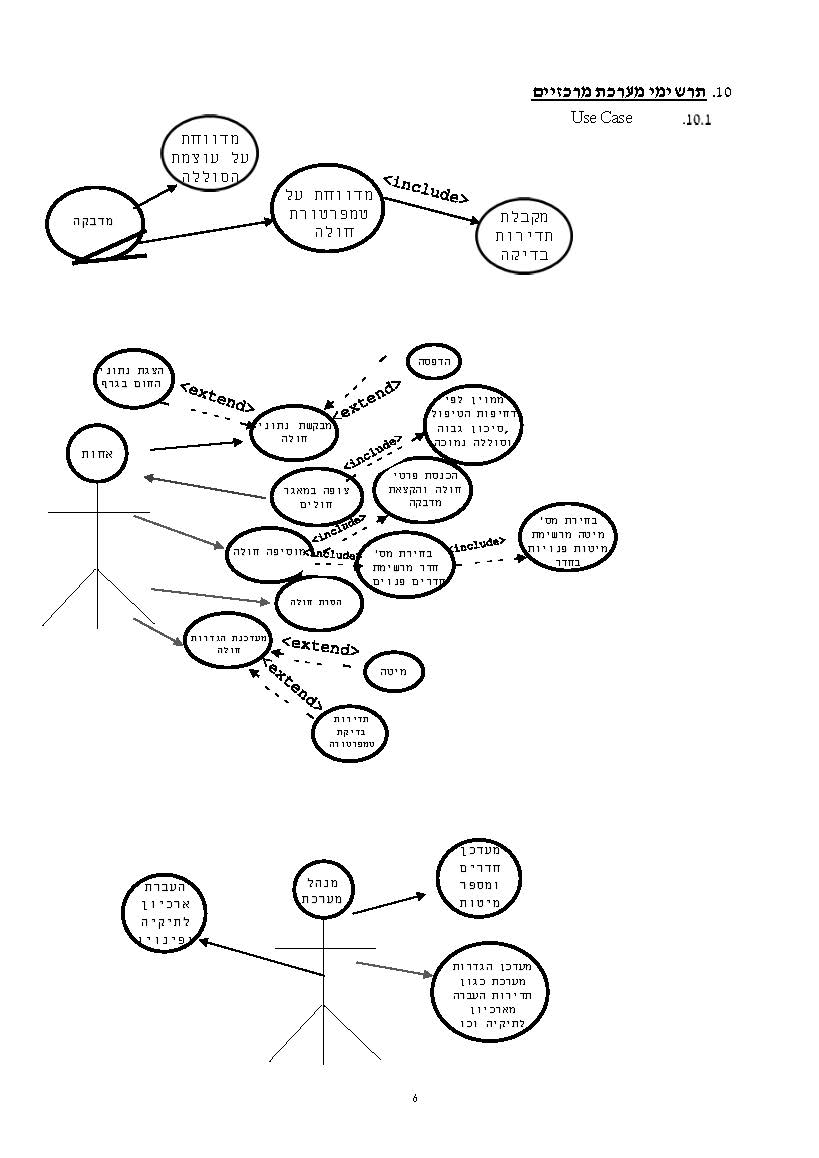 10. תרשימי מערכת מרכזיים
10.1. Use Case
מדווחת
על עוצמת
הסוללה
מדבקה
מדווחת על
טמפרטורת
חולה
<include>
מקבלת
תדירות
בדיקה
הצגת נתוני
החום בגרף
<extend>
הדפסה
<extend>
מבקשת נתוני
חולה
ממוין לפי
דחיפות הטיפול
,סיכון גבוה
וסוללה נמוכה
אחות
<include>
צופה במאגר
חולים
הכנסת פרטי
חולה והקצאת
מדבקה
<include>
מוסיפה חולה
<include>
בחירת מס'
חדר מרשימת
חדרים פנוים
<include>
בחירת מס'
מיטה מרשימת
מיטות פנויות
בחדר
הסרת חולה
מעדכנת הגדרות
חולה
<extend>
מיטה
<extend>
תדירות
בדיקת
טמפרטורה
מעדכן
חדרים
ומספר
מיטות
מנהל
מערכת
העברת
ארכיון
לתיקיה
ופינויו
מעדכן הגדרות
מערכת כגון
תדירות העברה
מארכיון
לתיקיה וכו
6